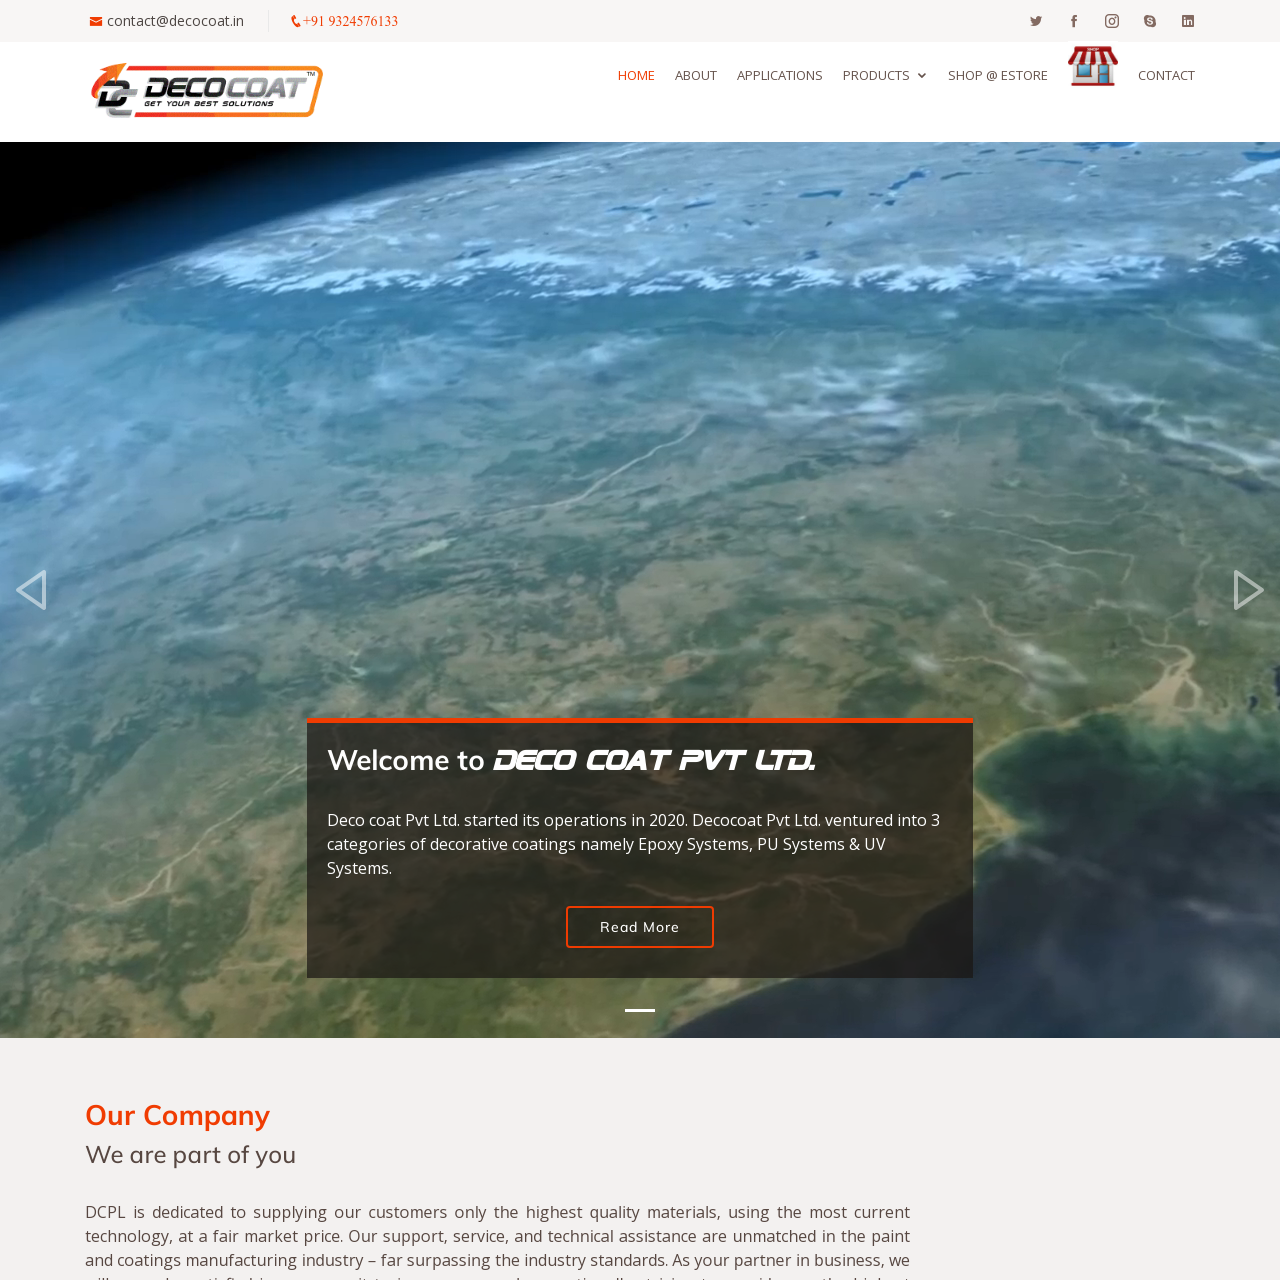 contact@decocoat.in
+91 9324576133
DECOCOAT™
GET YOUR BEST SOLUTIONS
HOME
ABOUT
APPLICATIONS
PRODUCTS
SHOP @ ESTORE
SHOP
CONTACT
Welcome to DECO COAT PVT LTD.
Deco coat Pvt Ltd. started its operations in 2020. Decocoat Pvt Ltd. ventured into 3
categories of decorative coatings namely Epoxy Systems, PU Systems & UV
Systems.
Read More
Our Company
We are part of you
DCPL is dedicated to supplying our customers only the highest quality materials, using the most current
technology, at a fair market price. Our support, service, and technical assistance are unmatched in the paint
and coatings manufacturing industry – far surpassing the industry standards. As your partner in business, we